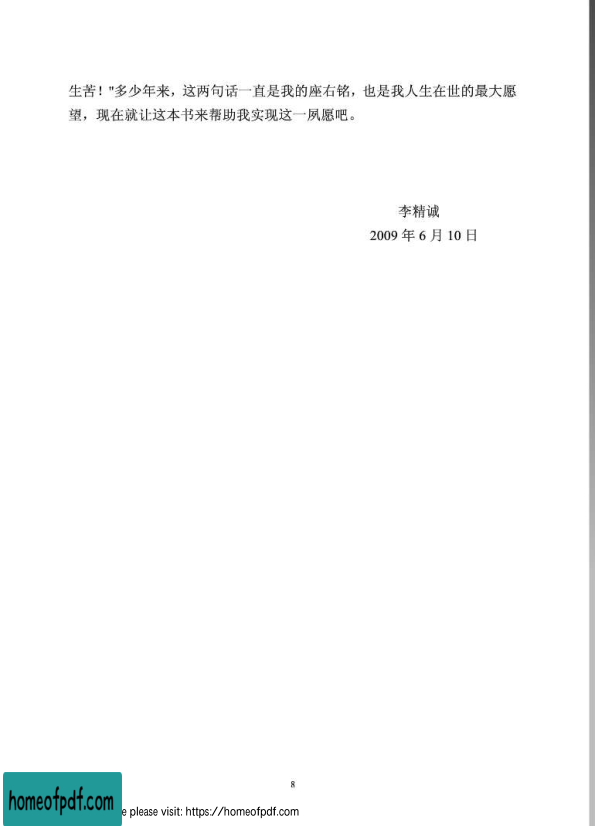 生苦！"多少年来，这两句话一直是我的座右铭，也是我人生在世的最大愿
望，现在就让这本书来帮助我实现这一夙愿吧。
李精诚
2009 年 6 月 10 日
8
homeofpdf.com
e please visit: https://homeofpdf.com